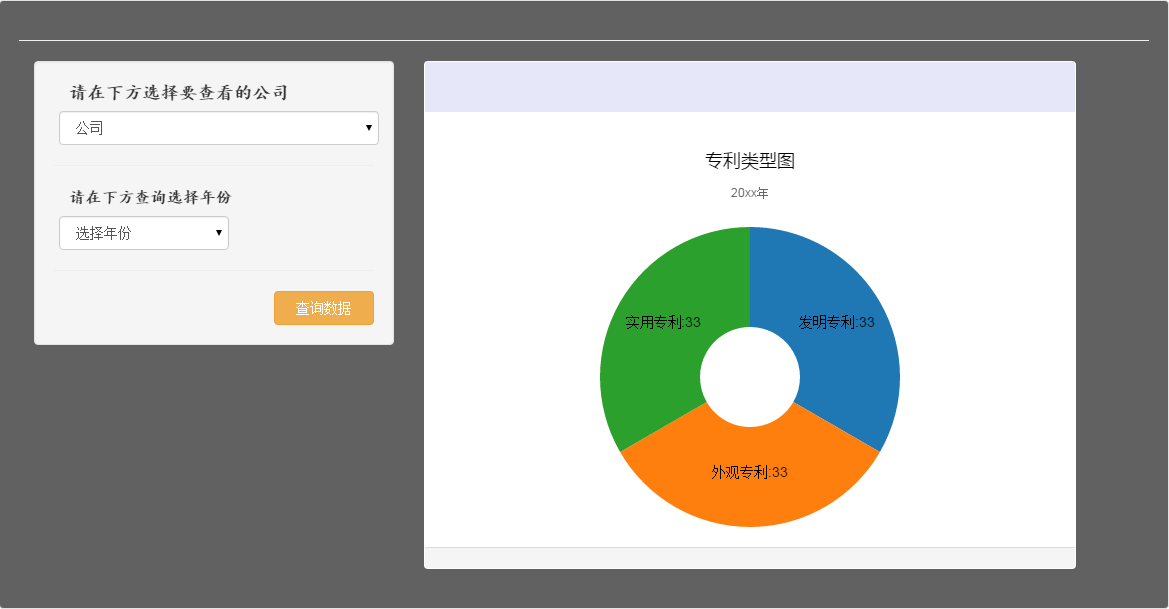 请在下方选择要查看的公司
公司
请在下方查询选择年份
选择年份
查询数据
专利类型图
20xx年
实用专利:33
发明专利:33
外观专利:33